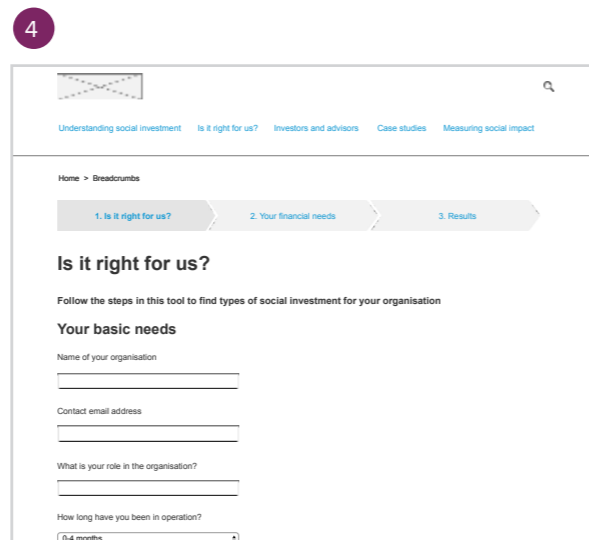 4
Understanding social investment Is it right for us? Investors and advisors Case studies Measuring social impact
Home > Breadcrumbs
1. Is it right for us? 2. Your financial needs 3. Results
Is it right for us?
Follow the steps in this tool to find types of social investment for your organisation
Your basic needs
Name of your organisation
Contact email address
What is your role in the organisation?
How long have you been in operation?
0-4 months